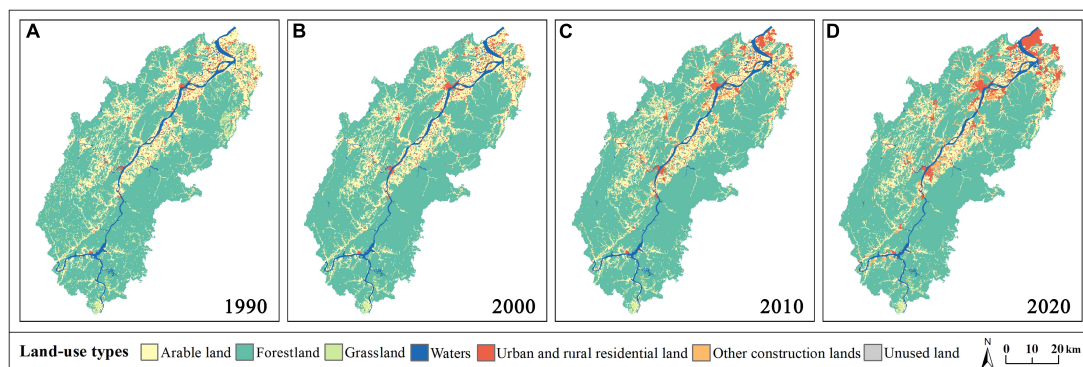 A
1990
B
2000
C
2010
D
2020
Land-use types Arable land Forestland Grassland Waters Urban and rural residential land Other construction lands Unused land
N
0 10 20 km